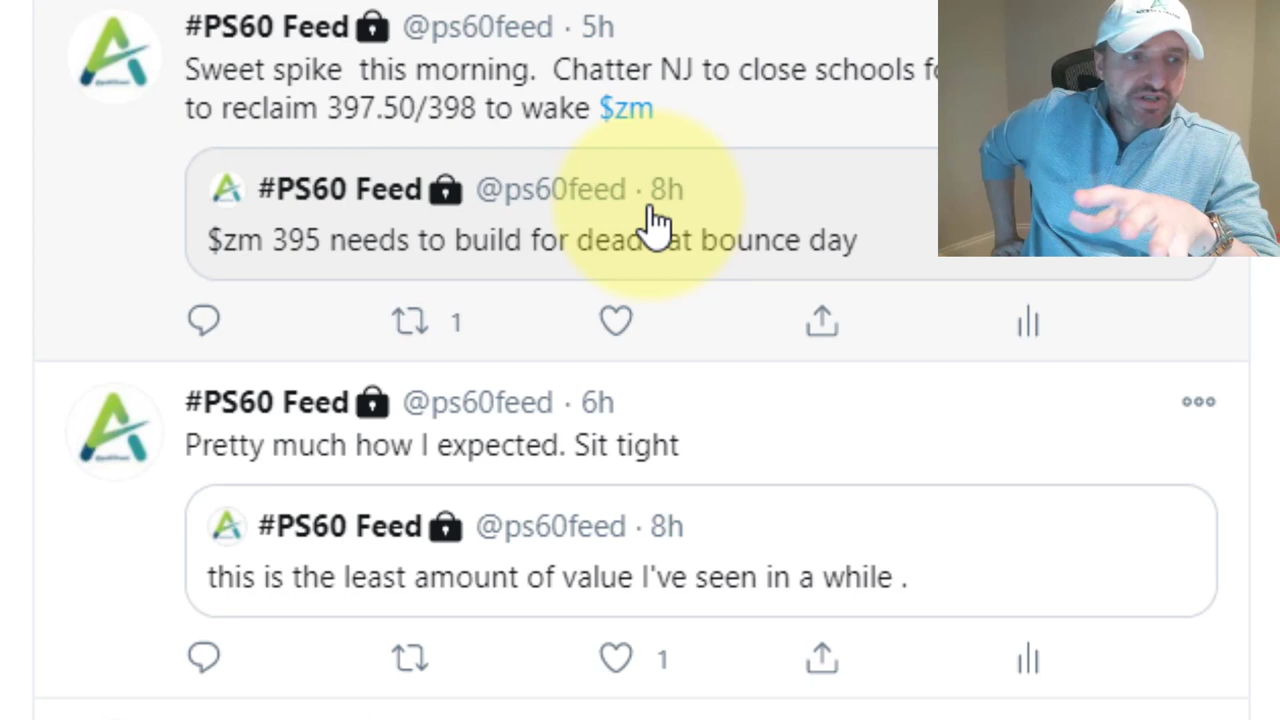 #PS60 Feed @ps60feed · 5h
Sweet spike this morning. Chatter NJ to close schools
to reclaim 397.50/398 to wake $zm
#PS60 Feed @ps60feed · 8h
$zm 395 needs to build for dead cat bounce day
1
#PS60 Feed @ps60feed · 6h
Pretty much how I expected. Sit tight
#PS60 Feed @ps60feed · 8h
this is the least amount of value I've seen in a while .
1